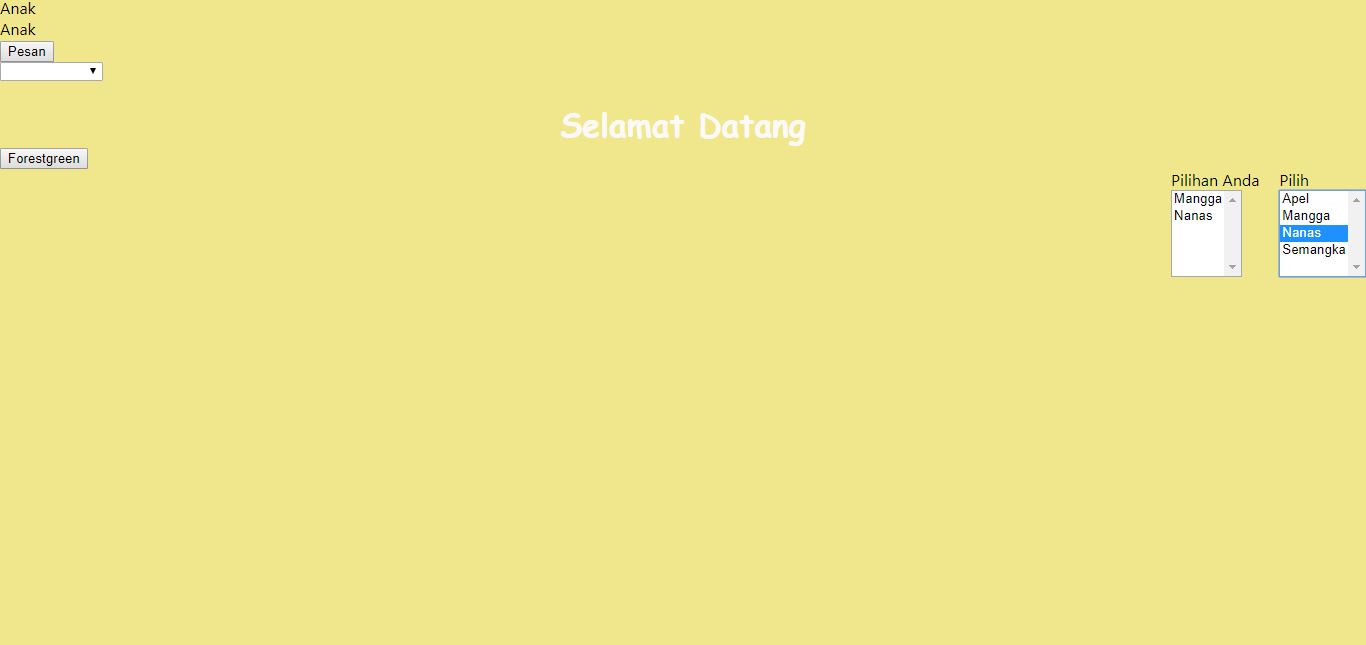 Anak
Anak
Pesan
Selamat Datang
Forestgreen
Pilihan Anda
Mangga
Nanas
Pilih
Apel
Mangga
Nanas
Semangka